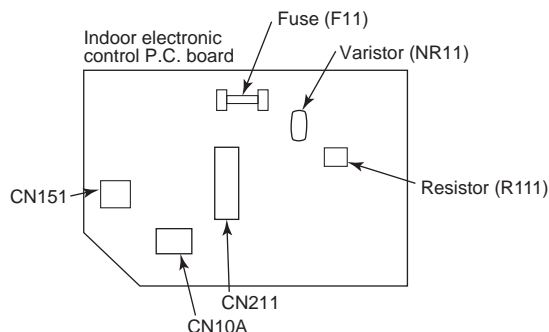 Fuse (F11)
Indoor electronic
control P.C. board
Varistor (NR11)
Resistor (R111)
CN151
CN211
CN10A